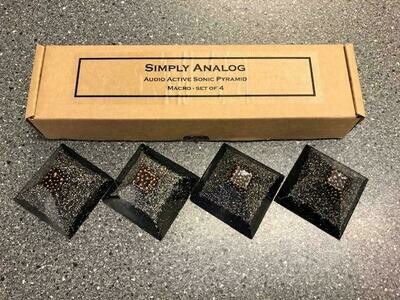 SIMPLY ANALOG
AUDIO ACTIVE SONIC PYRAMID
MACRO - SET OF 4